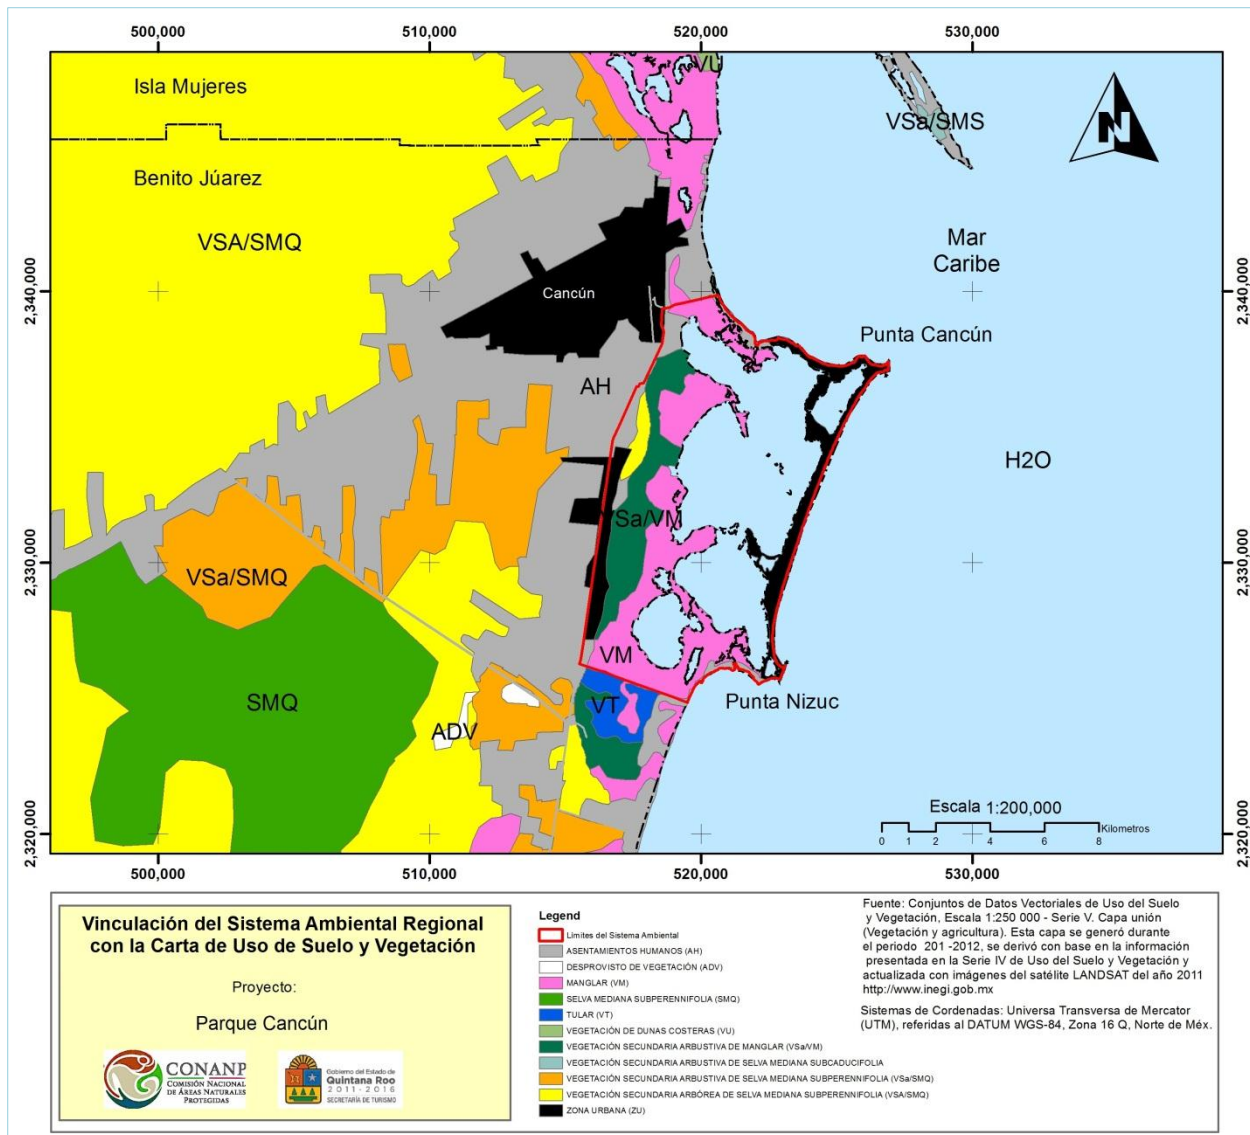 500,000
510,000
520,000
530,000
Isla Mujeres
VU
VSa/SMS
N
Benito Júarez
VSA/SMQ
Mar
Caribe
2,340,000
2,340,000
Cancún
Punta Cancún
AH
H2O
VSa/VM
2,330,000
2,330,000
VSa/SMQ
VM
SMQ
VT
Punta Nizuc
ADV
Escala 1:200,000
Kilometros
0 1 2 4 6 8
2,320,000
2,320,000
500,000
510,000
520,000
530,000
Vinculación del Sistema Ambiental Regional
con la Carta de Uso de Suelo y Vegetación
Proyecto:
Parque Cancún
CONANP
COMISIÓN NACIONAL
DE ÁREAS NATURALES
PROTEGIDAS
Gobierno del Estado de
Quintana Roo
2011-2016
SECRETARÍA DE TURISMO
Legend
Límites del Sistema Ambiental
ASENTAMIENTOS HUMANOS (AH)
DESPROVISTO DE VEGETACIÓN (ADV)
MANGLAR (VM)
SELVA MEDIANA SUBPERENNIFOLIA (SMQ)
TULAR (VT)
VEGETACIÓN DE DUNAS COSTERAS (VU)
VEGETACIÓN SECUNDARIA ARBUSTIVA DE MANGLAR (VSa/VM)
VEGETACIÓN SECUNDARIA ARBUSTIVA DE SELVA MEDIANA SUBCADUCIFOLIA
VEGETACIÓN SECUNDARIA ARBUSTIVA DE SELVA MEDIANA SUBPERENNIFOLIA (VSa/SMQ)
VEGETACIÓN SECUNDARIA ARBÓREA DE SELVA MEDIANA SUBPERENNIFOLIA (VSA/SMQ)
ZONA URBANA (ZU)
Fuente: Conjuntos de Datos Vectoriales de Uso del Suelo
y Vegetación, Escala 1:250 000 - Serie V. Capa unión
(Vegetación y agricultura). Esta capa se generó durante
el periodo 201 -2012, se derivó con base en la información
presentada en la Serie IV de Uso del Suelo y Vegetación y
actualizada con imágenes del satélite LANDSAT del año 2011
http://www.inegi.gob.mx
Sistemas de Cordenadas: Universa Transversa de Mercator
(UTM), referidas al DATUM WGS-84, Zona 16 Q, Norte de Méx.